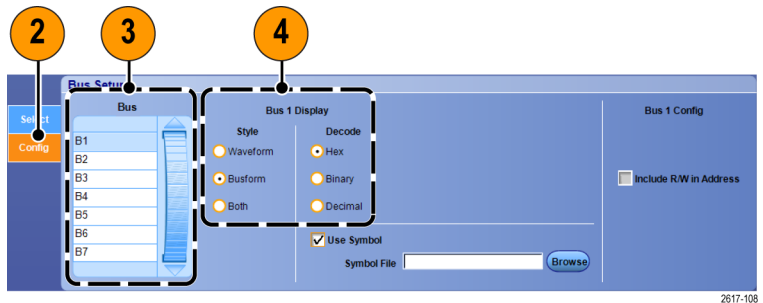 2
3
4
Bus Setup
Select
Config
Bus
B1
B2
B3
B4
B5
B6
B7
Bus 1 Display
Style
Decode
Waveform
Hex
Busform
Binary
Both
Decimal
Use Symbol
Symbol File
Browse
Bus 1 Config
Include R/W in Address
2617-108